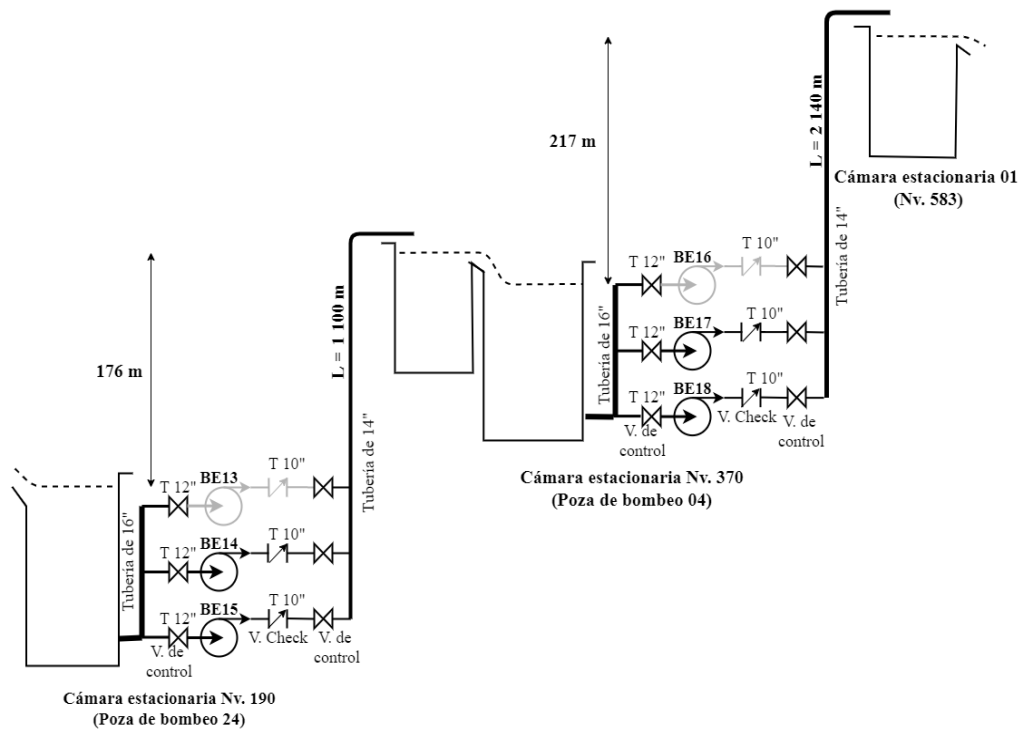 217 m
L = 2 140 m
Cámara estacionaria 01
(Nv. 583)
Tubería de 14"
T 12"
BE16
T 10"
T 12"
BE17
T 10"
T 12"
BE18
T 10"
Tubería de 16"
V. de
control
V. Check
V. de
control
Cámara estacionaria Nv. 370
(Poza de bombeo 04)
176 m
L = 1 100 m
Tubería de 14"
T 12"
BE13
T 10"
T 12"
BE14
T 10"
T 12"
BE15
T 10"
Tubería de 16"
V. de
control
V. Check
V. de
control
Cámara estacionaria Nv. 190
(Poza de bombeo 24)